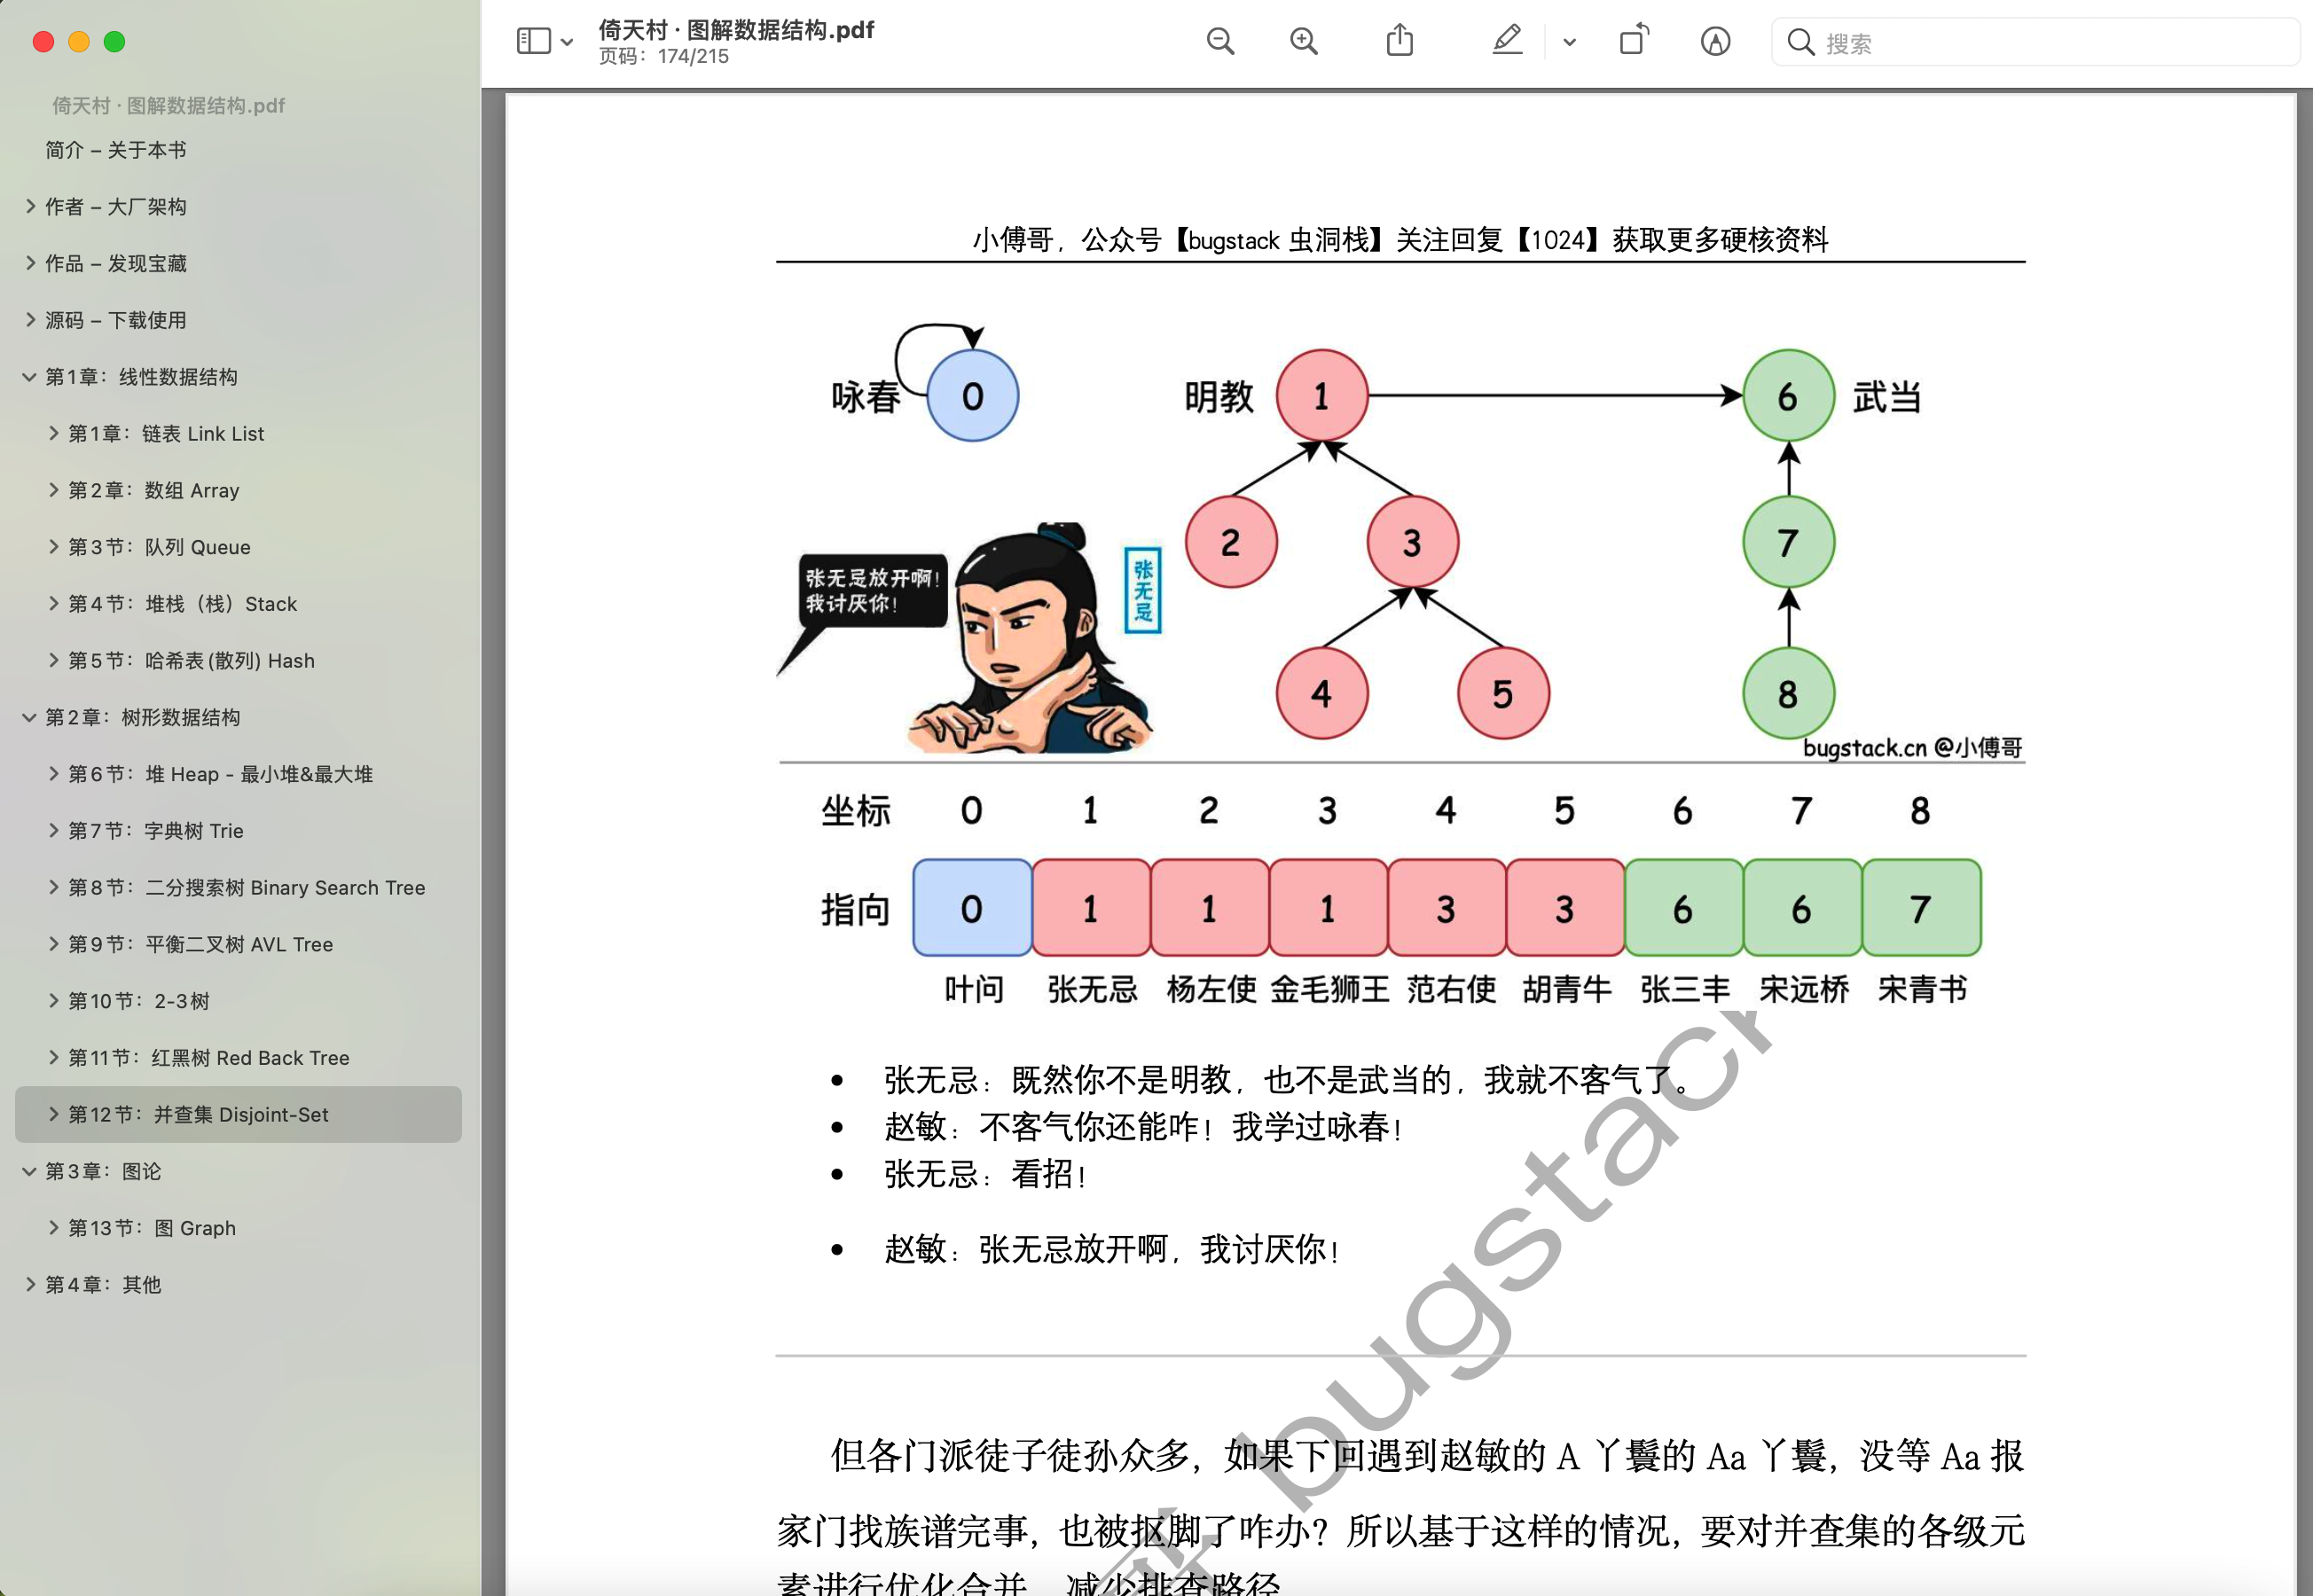 倚天村 · 图解数据结构.pdf
简介 – 关于本书
作者 – 大厂架构
作品 – 发现宝藏
源码 – 下载使用
第1章：线性数据结构
第1章：链表 Link List
第2章：数组 Array
第3节：队列 Queue
第4节：堆栈（栈）Stack
第5节：哈希表(散列) Hash
第2章：树形数据结构
第6节：堆 Heap - 最小堆&最大堆
第7节：字典树 Trie
第8节：二分搜索树 Binary Search Tree
第9节：平衡二叉树 AVL Tree
第10节：2-3树
第11节：红黑树 Red Back Tree
第12节：并查集 Disjoint-Set
第3章：图论
第13节：图 Graph
第4章：其他
倚天村 · 图解数据结构.pdf
页码：174/215
搜索
小傅哥，公众号【bugstack 虫洞栈】关注回复【1024】获取更多硬核资料
咏春 0 明教 1 6 武当
2 3 7
张无忌放开啊！
我讨厌你！
张无忌
4 5 8
bugstack.cn @小傅哥
坐标 0 1 2 3 4 5 6 7 8
指向 0 1 1 1 3 3 6 6 7
叶问 张无忌 杨左使 金毛狮王 范右使 胡青牛 张三丰 宋远桥 宋青书
• 张无忌：既然你不是明教，也不是武当的，我就不客气了。
• 赵敏：不客气你还能咋！我学过咏春！
• 张无忌：看招！
• 赵敏：张无忌放开啊，我讨厌你！
但各门派徒子徒孙众多，如果下回遇到赵敏的 A 丫鬟的 Aa 丫鬟，没等 Aa 报
家门找族谱完事，也被抠脚了咋办？所以基于这样的情况，要对并查集的各级元
素进行优化合并，减少排查路径
bugstack